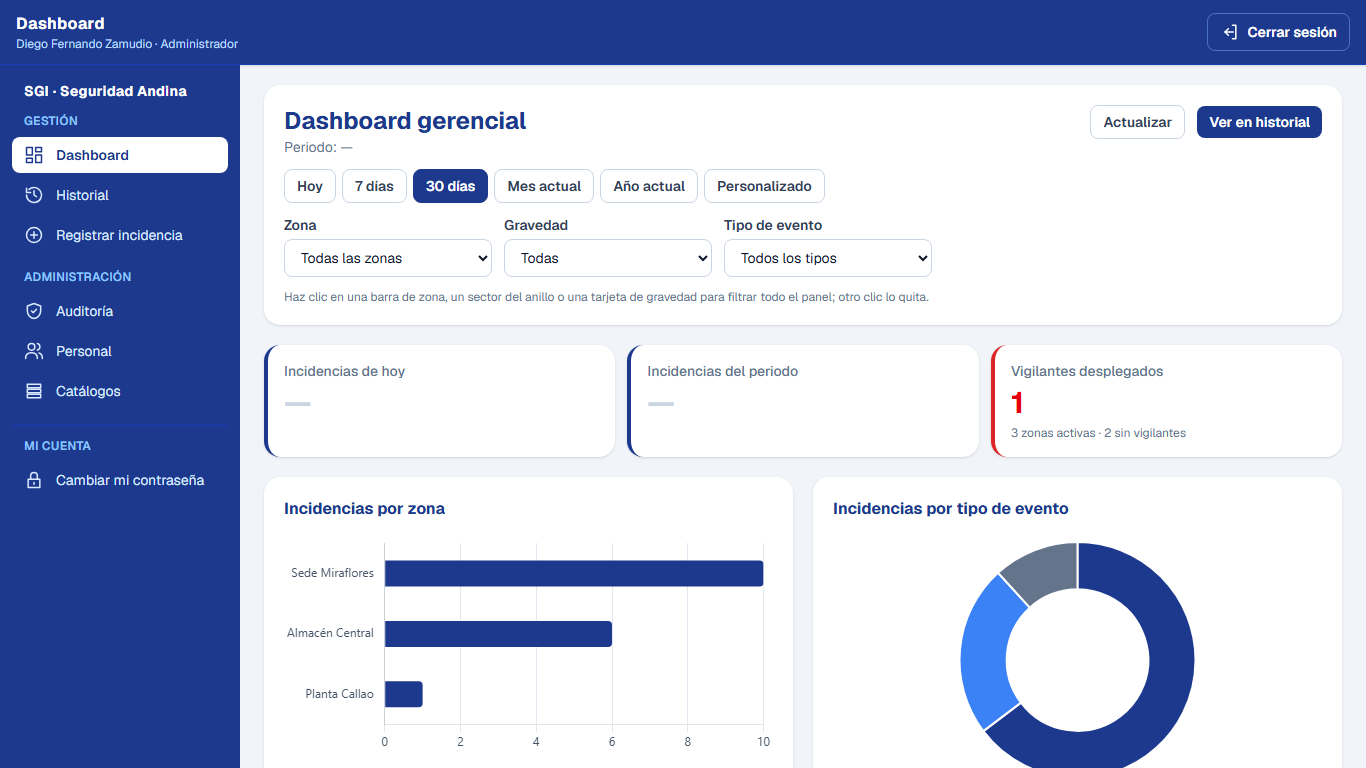 Dashboard
Diego Fernando Zamudio · Administrador
Cerrar sesión
SGI · Seguridad Andina
GESTIÓN
Dashboard
Historial
Registrar incidencia
ADMINISTRACIÓN
Auditoría
Personal
Catálogos
MI CUENTA
Cambiar mi contraseña
Dashboard gerencial
Periodo: —
Actualizar
Ver en historial
Hoy
7 días
30 días
Mes actual
Año actual
Personalizado
Zona
Gravedad
Tipo de evento
Todas las zonas
Todas
Todos los tipos
Haz clic en una barra de zona, un sector del anillo o una tarjeta de gravedad para filtrar todo el panel; otro clic lo quita.
Incidencias de hoy
—
Incidencias del periodo
—
Vigilantes desplegados
1
3 zonas activas · 2 sin vigilantes
Incidencias por zona
Sede Miraflores
Almacén Central
Planta Callao
0 2 4 6 8 10
Incidencias por tipo de evento